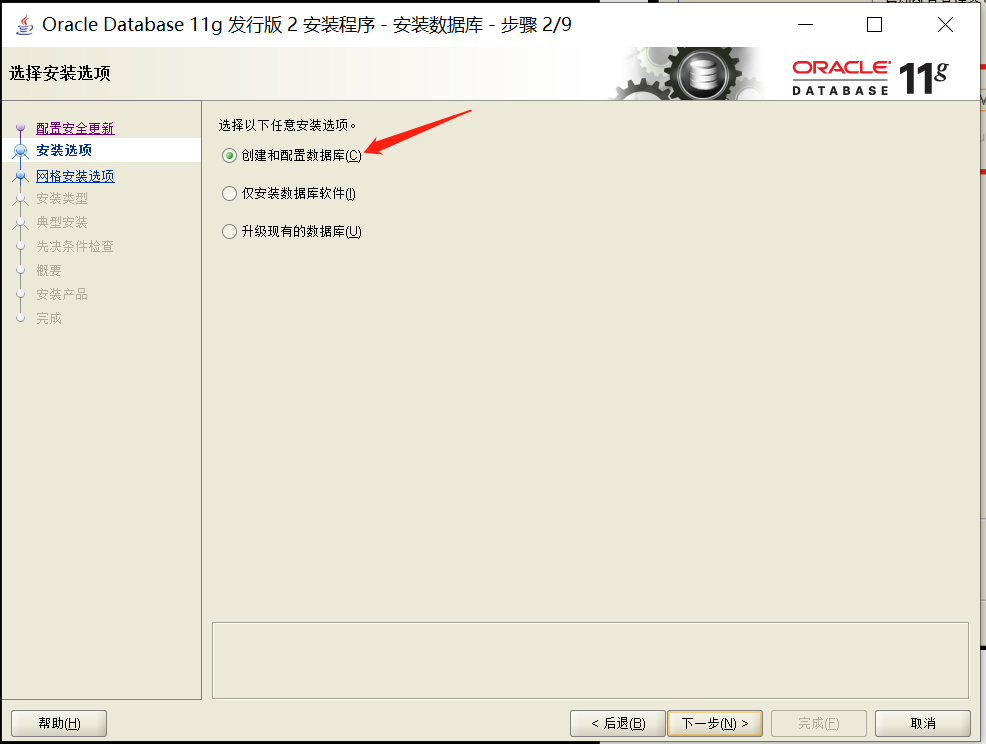 Oracle Database 11g 发行版 2 安装程序 - 安装数据库 - 步骤 2/9
选择安装选项
ORACLE
DATABASE
11g
配置安全更新
安装选项
网格安装选项
安装类型
典型安装
先决条件检查
概要
安装产品
完成
选择以下任意安装选项。
创建和配置数据库(C)
仅安装数据库软件(I)
升级现有的数据库(U)
帮助(H)
< 后退(B)
下一步(N) >
完成(F)
取消